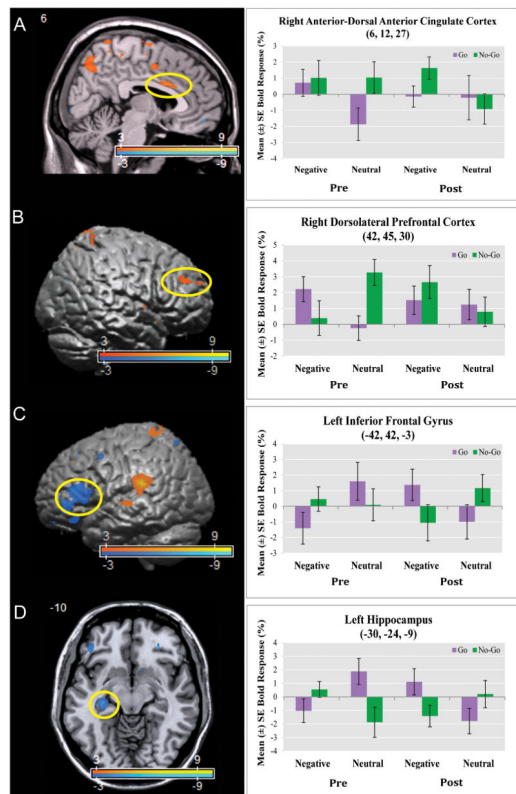 A
6
3
9
-3
-9
Right Anterior-Dorsal Anterior Cingulate Cortex
(6, 12, 27)
Mean (±) SE Bold Response (%)
Go
No-Go
4
3
2
1
0
-1
-2
-3
-4
Negative
Neutral
Negative
Neutral
Pre
Post
B
3
9
-3
-9
Right Dorsolateral Prefrontal Cortex
(42, 45, 30)
Mean (±) SE Bold Response (%)
Go
No-Go
5
4
3
2
1
0
-1
2
Negative
Neutral
Negative
Neutral
Pre
Post
C
3
9
-3
-9
Left Inferior Frontal Gyrus
(-42, 42, -3)
Mean (±) SE Bold Response (%)
Go
No-Go
4
3
2
1
0
-1
-2
-3
Negative
Neutral
Negative
Neutral
Pre
Post
D
-10
3
9
-3
-9
Left Hippocampus
(-30, -24, -9)
Mean (±) SE Bold Response (%)
Go
No-Go
4
3
2
1
0
-1
-2
-3
-4
Negative
Neutral
Negative
Neutral
Pre
Post